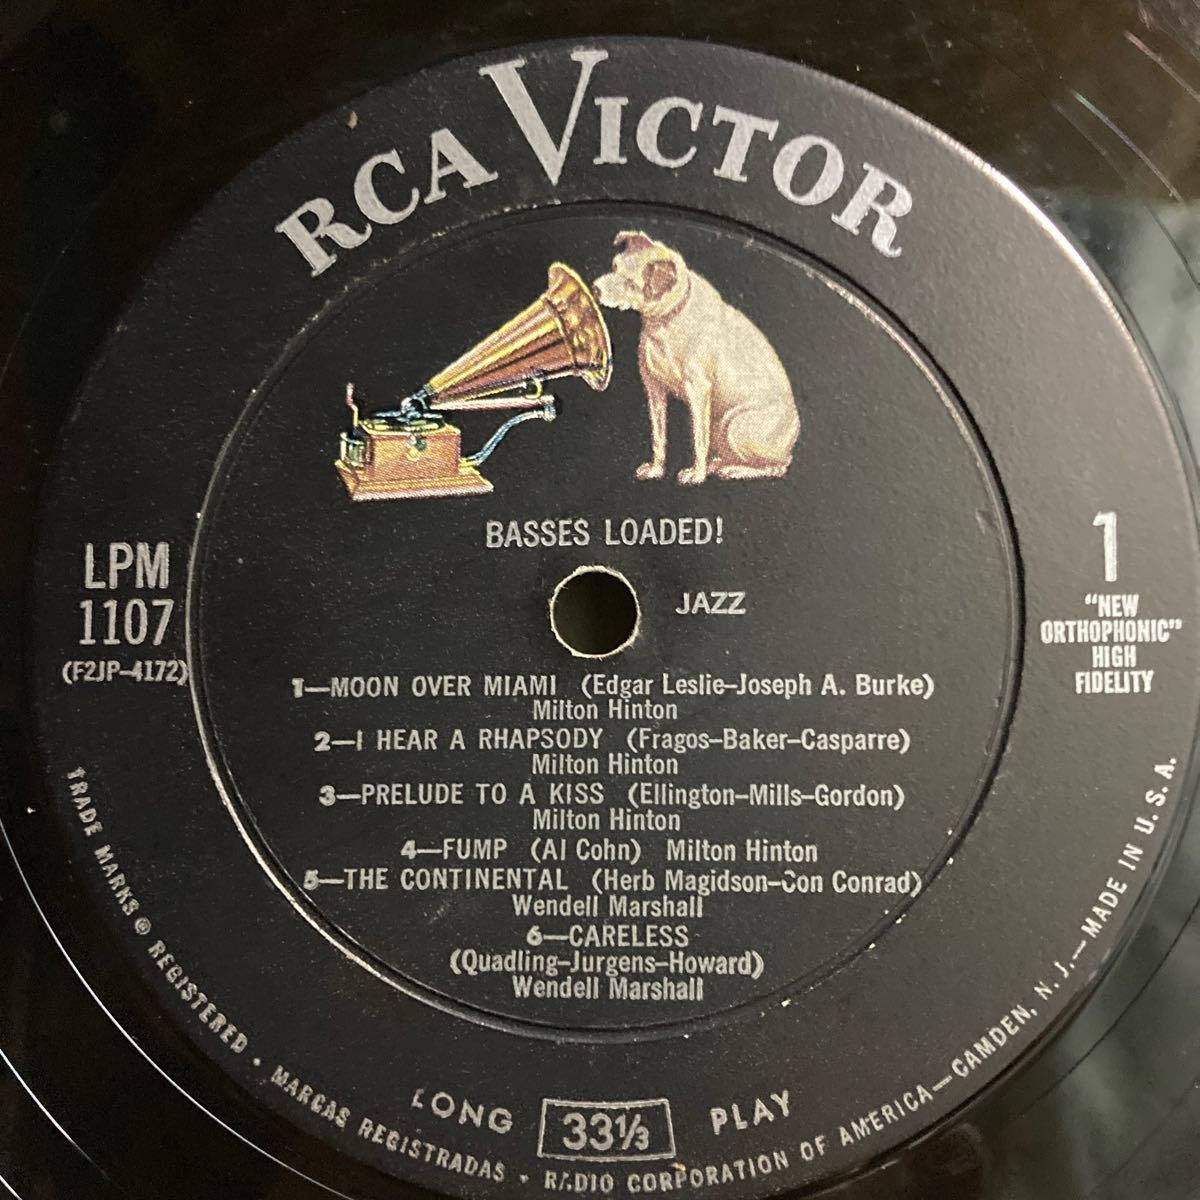 RCA VICTOR
BASSES LOADED!
JAZZ
LPM
1107
(F2JP-4172)
1
"NEW
ORTHOPHONIC"
HIGH
FIDELITY
1—MOON OVER MIAMI (Edgar Leslie–Joseph A. Burke)
Milton Hinton
2—I HEAR A RHAPSODY (Fragos–Baker–Casparre)
Milton Hinton
3—PRELUDE TO A KISS (Ellington–Mills–Gordon)
Milton Hinton
4—FUMP (Al Cohn) Milton Hinton
5—THE CONTINENTAL (Herb Magidson–Con Conrad)
Wendell Marshall
6—CARELESS
(Quadling–Jurgens–Howard)
Wendell Marshall
LONG 33⅓ PLAY
TRADE MARKS ® REGISTERED • MARCAS REGISTRADAS • RADIO CORPORATION OF AMERICA—CAMDEN, N. J.—MADE IN U. S. A.